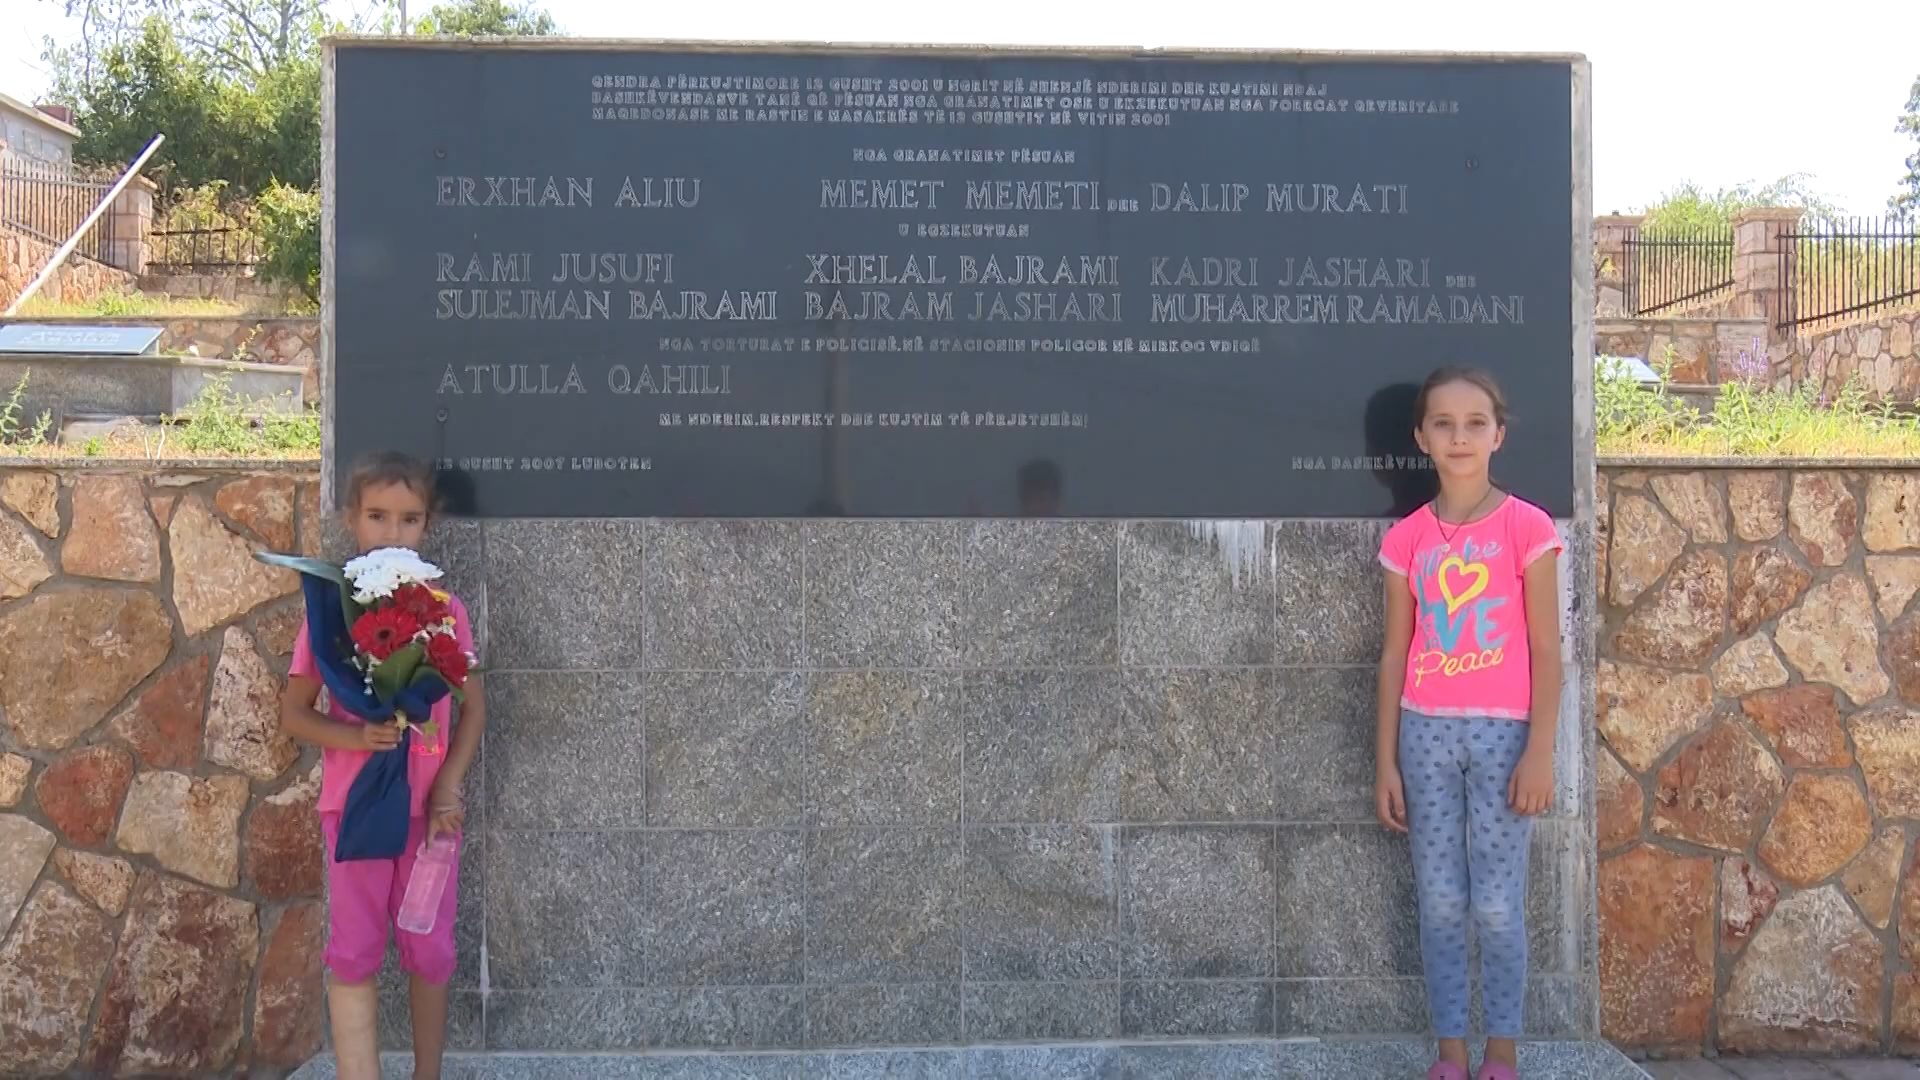 QENDRA PËRKUJTIMORE 12 GUSHT 2001 U NGRIT NË SHENJË NDERIMI DHE KUJTIMI NDAJ
BASHKËVENDASVE TANË QË PËSUAN NGA GRANATIMET OSE U EKZEKUTUAN NGA FORCAT QEVERITARE
MAQEDONASE ME RASTIN E MASAKRËS TË 12 GUSHTIT NË VITIN 2001
NGA GRANATIMET PËSUAN
ERXHAN ALIU MEMET MEMETI DHE DALIP MURATI
U EGZEKUTUAN
RAMI JUSUFI XHELAL BAJRAMI KADRI JASHARI DHE
SULEJMAN BAJRAMI BAJRAM JASHARI MUHARREM RAMADANI
NGA TORTURAT E POLICISË,NË STACIONIN POLICOR NË MIRKOC VDIQË
ATULLA QAHILI
ME NDERIM,RESPEKT DHE KUJTIM TË PËRJETSHËM!
12 GUSHT 2007 LUBOTEN NGA BASHKËVEN
LOVE
Peace